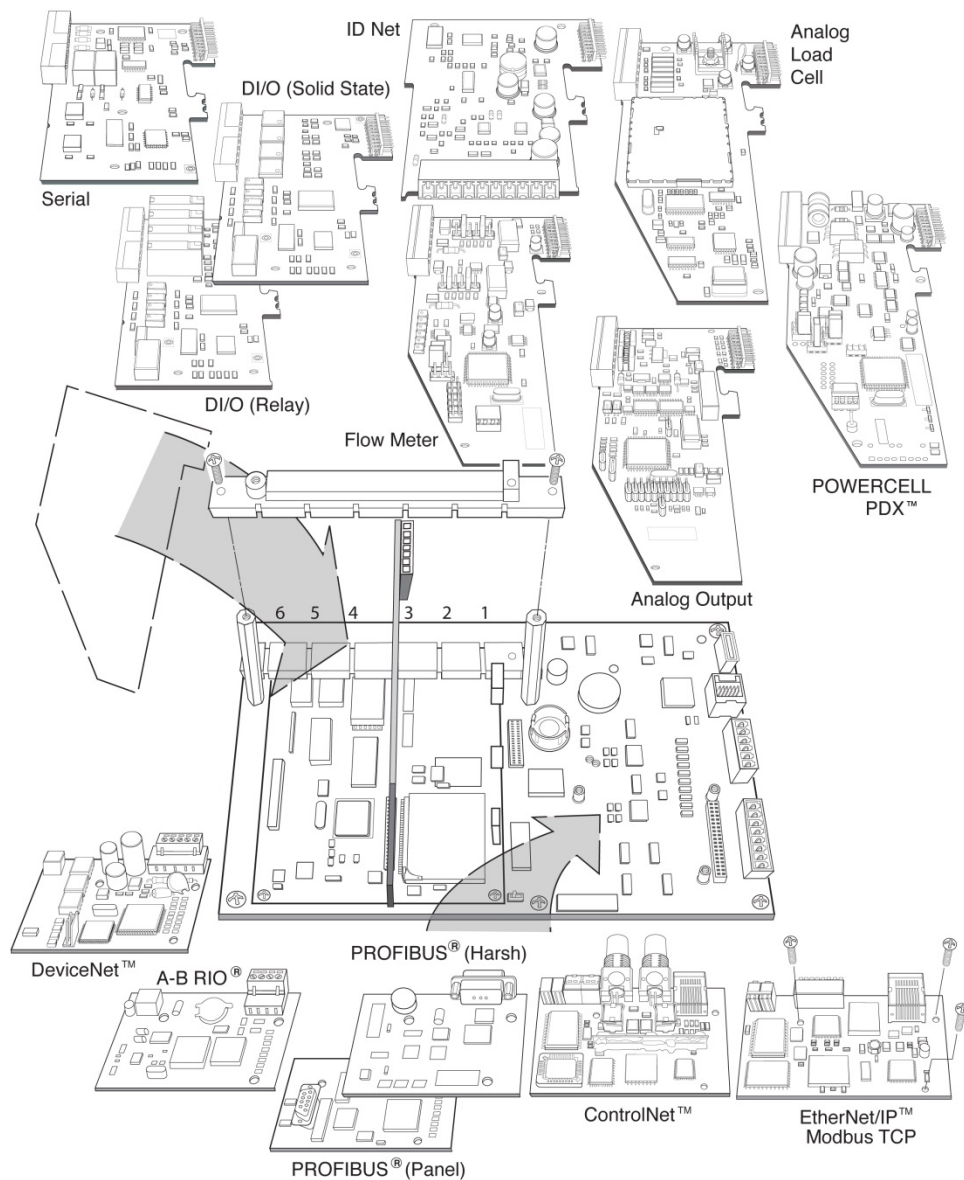 ID Net
Analog
Load
Cell
DI/O (Solid State)
Serial
DI/O (Relay)
Flow Meter
POWERCELL
PDX™
Analog Output
6 5 4 3 2 1
DeviceNet™
PROFIBUS® (Harsh)
A-B RIO®
ControlNet™
EtherNet/IP™
Modbus TCP
PROFIBUS® (Panel)